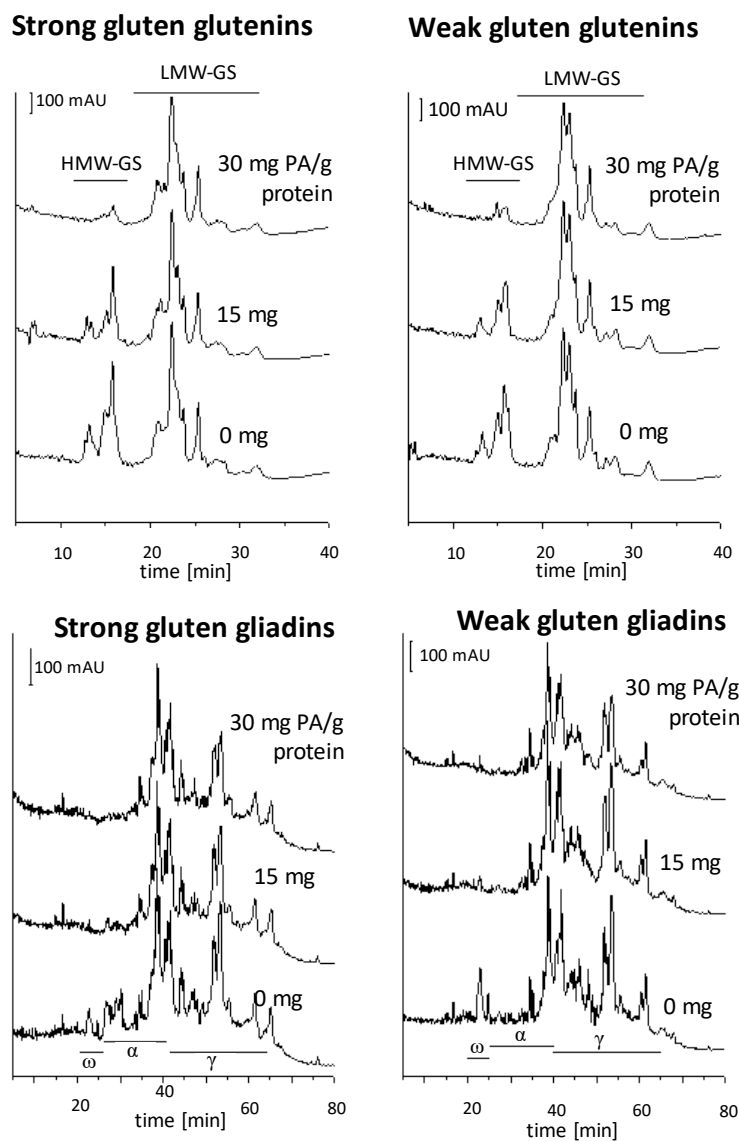 Strong gluten glutenins
Weak gluten glutenins
LMW-GS
100 mAU
HMW-GS
30 mg PA/g
protein
15 mg
0 mg
10 20 30 40
time [min]
LMW-GS
100 mAU
HMW-GS
30 mg PA/g
protein
15 mg
0 mg
10 20 30 40
time [min]
Strong gluten gliadins
Weak gluten gliadins
100 mAU
30 mg PA/g
protein
15 mg
0 mg
ω α γ
20 40 60 80
time [min]
100 mAU
30 mg PA/g
protein
15 mg
0 mg
ω α γ
20 40 60 80
time [min]